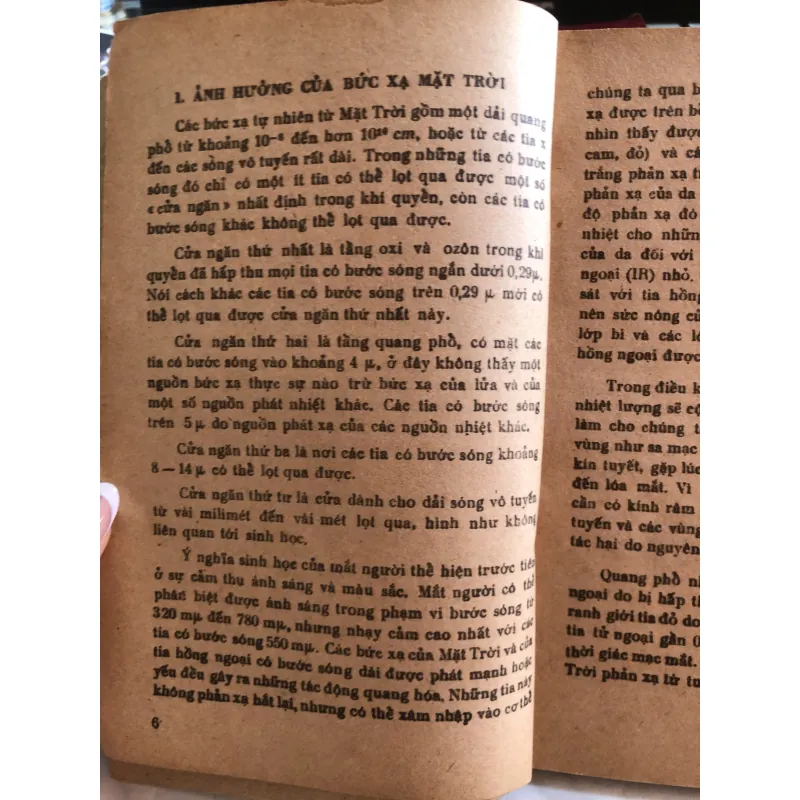 1. ẢNH HƯỞNG CỦA BỨC XẠ MẶT TRỜI
Các bức xạ tự nhiên từ Mặt Trời gồm một dải quang
phổ từ khoảng 10⁻⁸ đến hơn 10¹⁰ cm, hoặc từ các tia x
đến các sóng vô tuyến rất dài. Trong những tia có bước
sóng đó chỉ có một ít tia có thể lọt qua được một số
«cửa ngăn» nhất định trong khí quyển, còn các tia có
bước sóng khác không thể lọt qua được.
Cửa ngăn thứ nhất là tầng oxi và ozôn trong khí
quyển đã hấp thu mọi tia có bước sóng ngắn dưới 0,29μ.
Nói cách khác các tia có bước sóng trên 0,29 μ mới có
thể lọt qua được cửa ngăn thứ nhất này.
Cửa ngăn thứ hai là tầng quang phổ, có mặt các
tia có bước sóng vào khoảng 4 μ, ở đây không thấy một
nguồn bức xạ thực sự nào trừ bức xạ của lửa và của
một số nguồn phát nhiệt khác. Các tia có bước sóng
trên 5μ do nguồn phát xạ của các nguồn nhiệt khác.
Cửa ngăn thứ ba là nơi các tia có bước sóng khoảng
8 — 14μ có thể lọt qua được.
Cửa ngăn thứ tư là cửa dành cho dải sóng vô tuyến
từ vài milimét đến vài mét lọt qua, hình như không
liên quan tới sinh học.
Ý nghĩa sinh học của mắt người thể hiện trước tiên
ở sự cảm thụ ánh sáng và màu sắc. Mắt người có thể
phân biệt được ánh sáng trong phạm vi bước sóng từ
320 mμ đến 780 mμ, nhưng nhạy cảm cao nhất với các
tia có bước sóng 550 mμ. Các bức xạ của Mặt Trời và của
tia hồng ngoại có bước sóng dài được phát mạnh hoặc
yếu đều gây ra những tác động quang hóa. Những tia này
không phản xạ hắt lại, nhưng có thể xâm nhập vào cơ thể
6
chúng ta qua b
xạ được trên bề
nhìn thấy được
cam, đỏ) và cá
trắng phản xạ t
phản xạ của da
độ phản xạ đó
nhiệt cho những
của da đối với
ngoại (IR) nhỏ.
sát với tia hồng
nên sức nóng củ
lớp bì và các lớ
hồng ngoại được
Trong điều k
nhiệt lượng sẽ cộ
làm cho chúng t
vùng như sa mạc
kín tuyết, gặp lúc
đến lóa mắt. Vì
cần có kính râm
tuyến và các vùng
tác hại do nguyên
Quang phổ n
ngoại do bị hấp t
ranh giới tia đỏ do
tia tử ngoại gần 0
thời giác mạc mắt.
Trời phản xạ từ tu